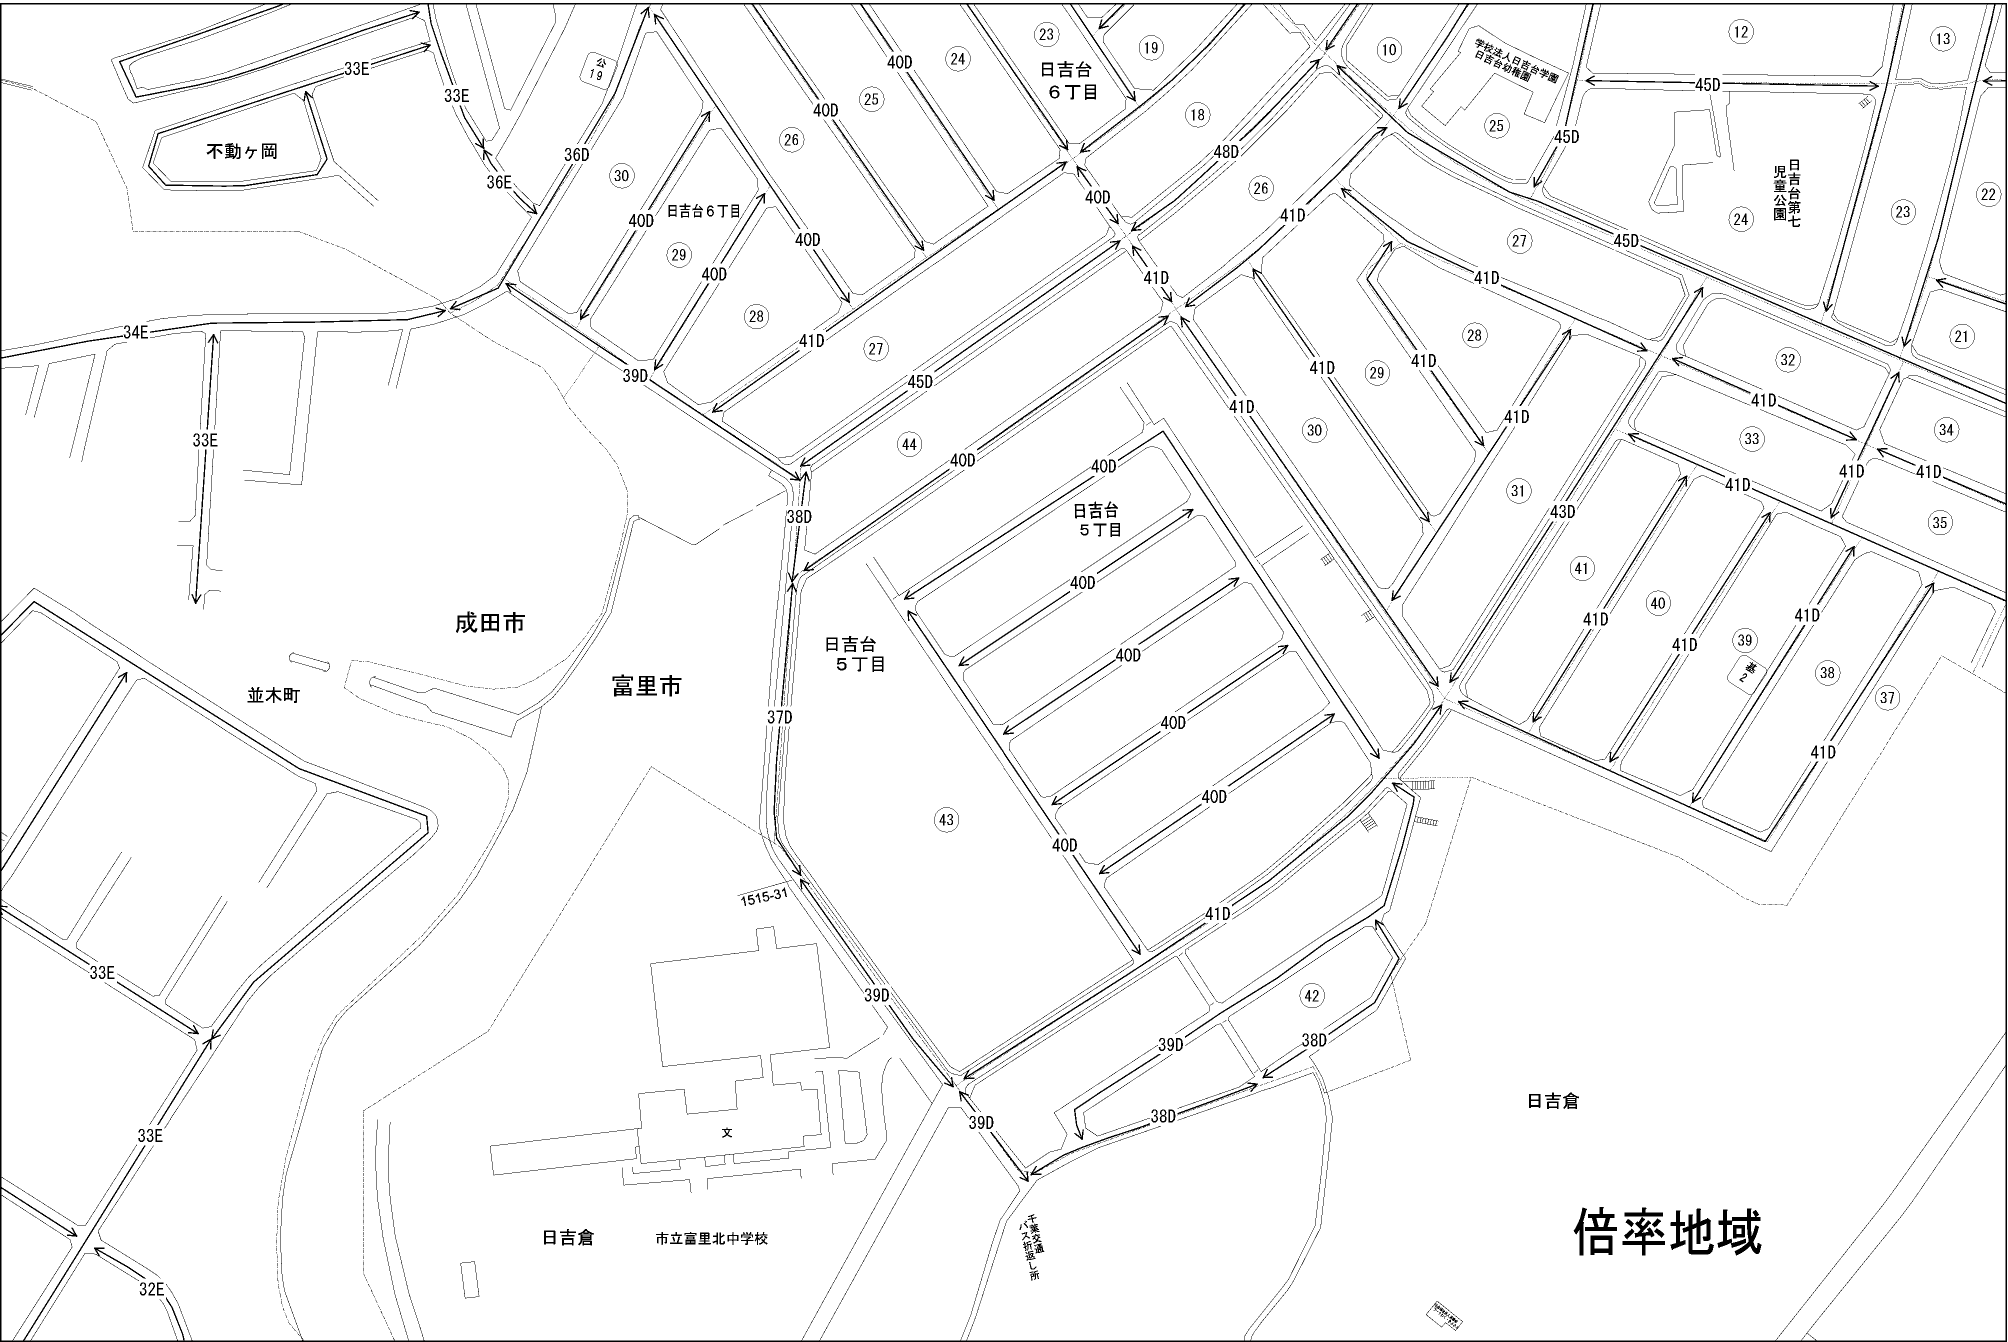 12
13
23
19
10
学校法人日吉台学園
日吉台幼稚園
公
19
40D
24
日吉台
6丁目
33E
45D
33E
40D
25
40D
18
25
45D
26
不動ヶ岡
36D
48D
日吉台第七
児童公園
36E
30
40D
26
22
日吉台6丁目
40D
41D
23
24
40D
27
45D
29
40D
41D
41D
28
34E
41D
27
28
21
32
39D
45D
41D
41D
29
41D
41D
41D
33E
44
30
33
34
40D
40D
41D
41D
41D
31
38D
日吉台
5丁目
43D
35
41
40D
成田市
40
41D
41D
39
日吉台
5丁目
40D
41D
基
2
38
並木町
富里市
37
37D
40D
41D
40D
43
40D
1515-31
41D
33E
39D
42
39D
38D
日吉倉
38D
39D
33E
文
日吉倉
市立富里北中学校
千葉交通
バス折返し所
倍率地域
32E